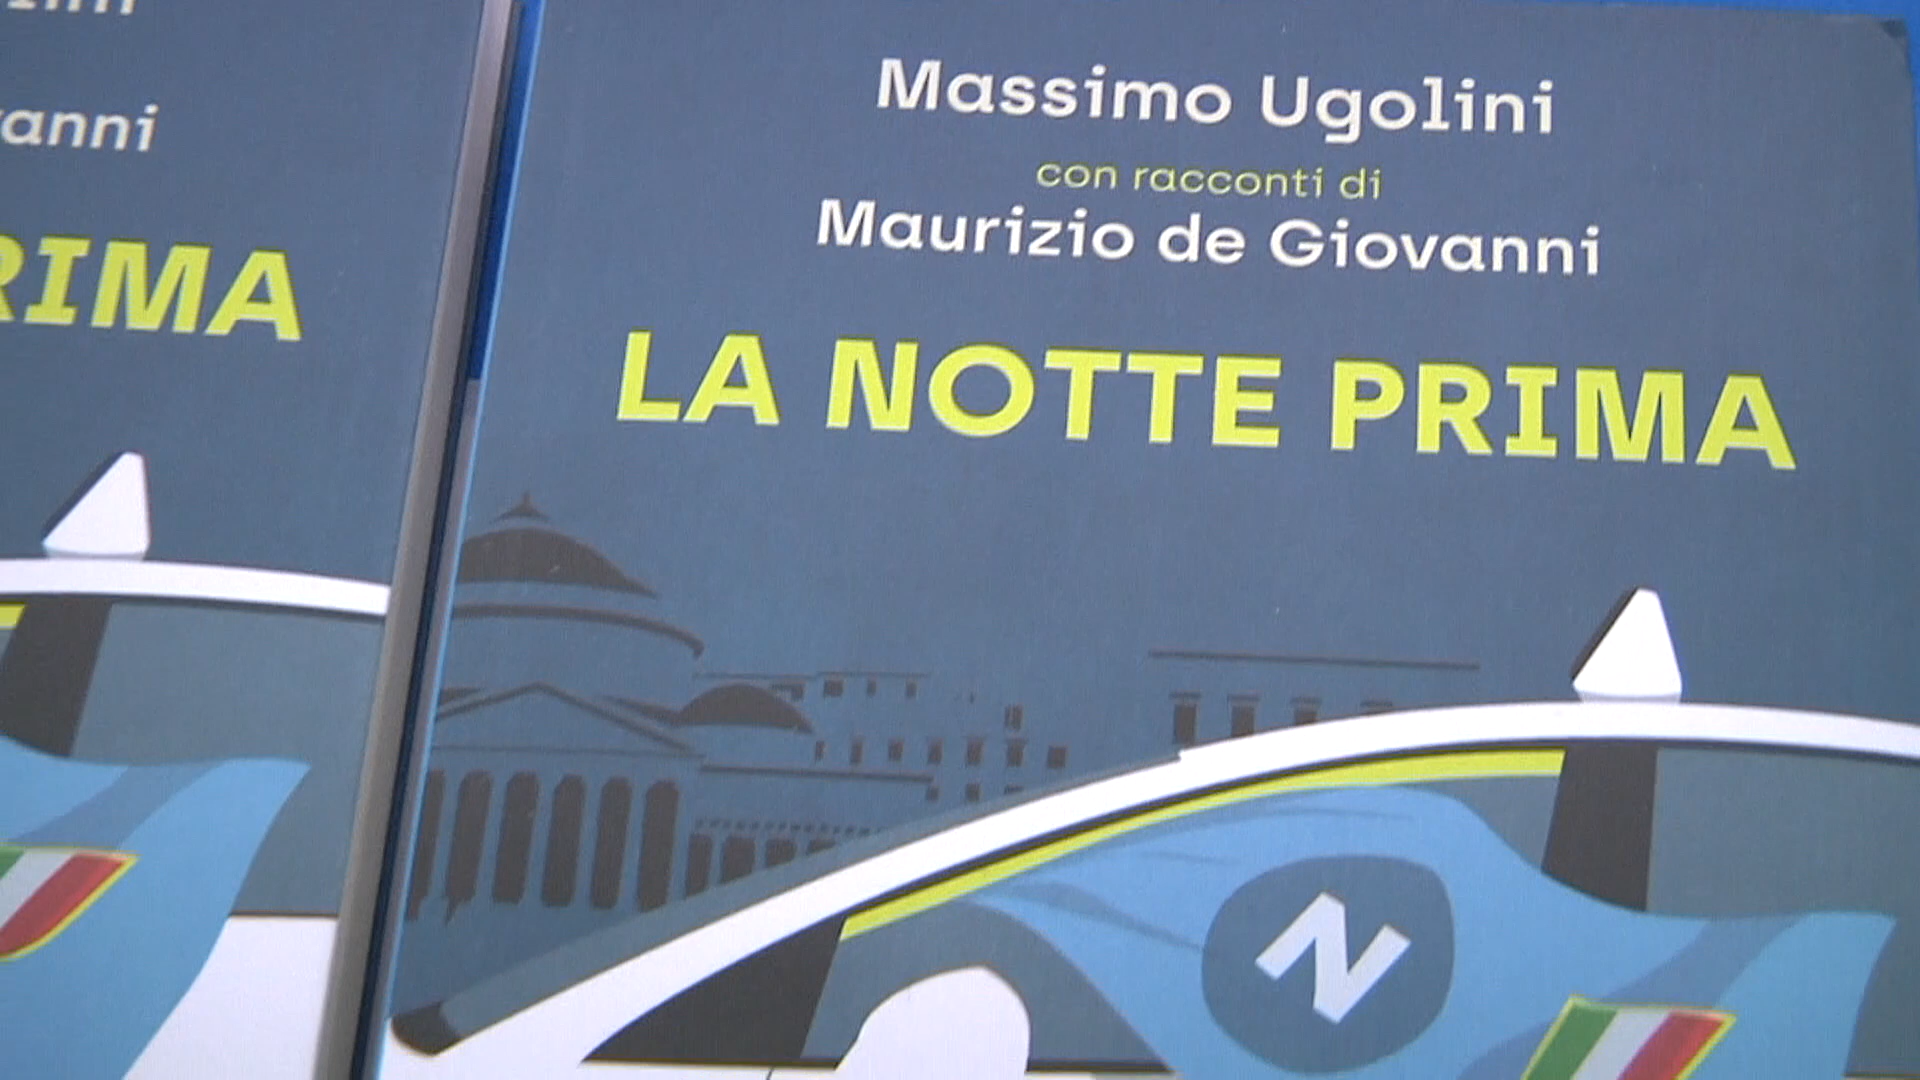 anni
RIMA
Massimo Ugolini
con racconti di
Maurizio de Giovanni
LA NOTTE PRIMA
N